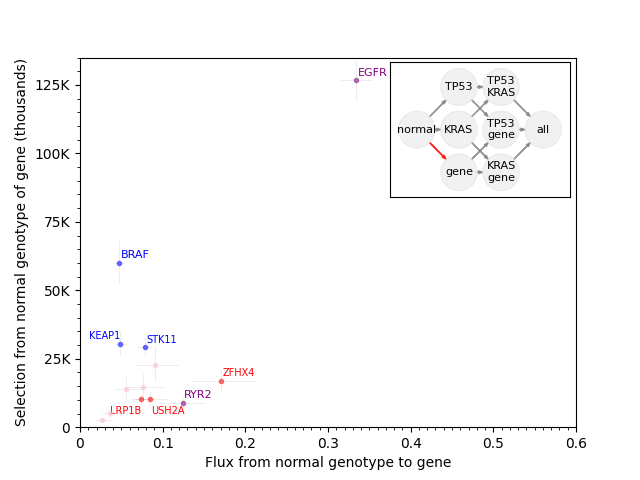 125K
100K
75K
50K
25K
0
Selection from normal genotype of gene (thousands)
EGFR
BRAF
KEAP1
STK11
ZFHX4
RYR2
LRP1B
USH2A
TP53
TP53
KRAS
normal
KRAS
TP53
gene
all
gene
KRAS
gene
0
0.1
0.2
0.3
0.4
0.5
0.6
Flux from normal genotype to gene